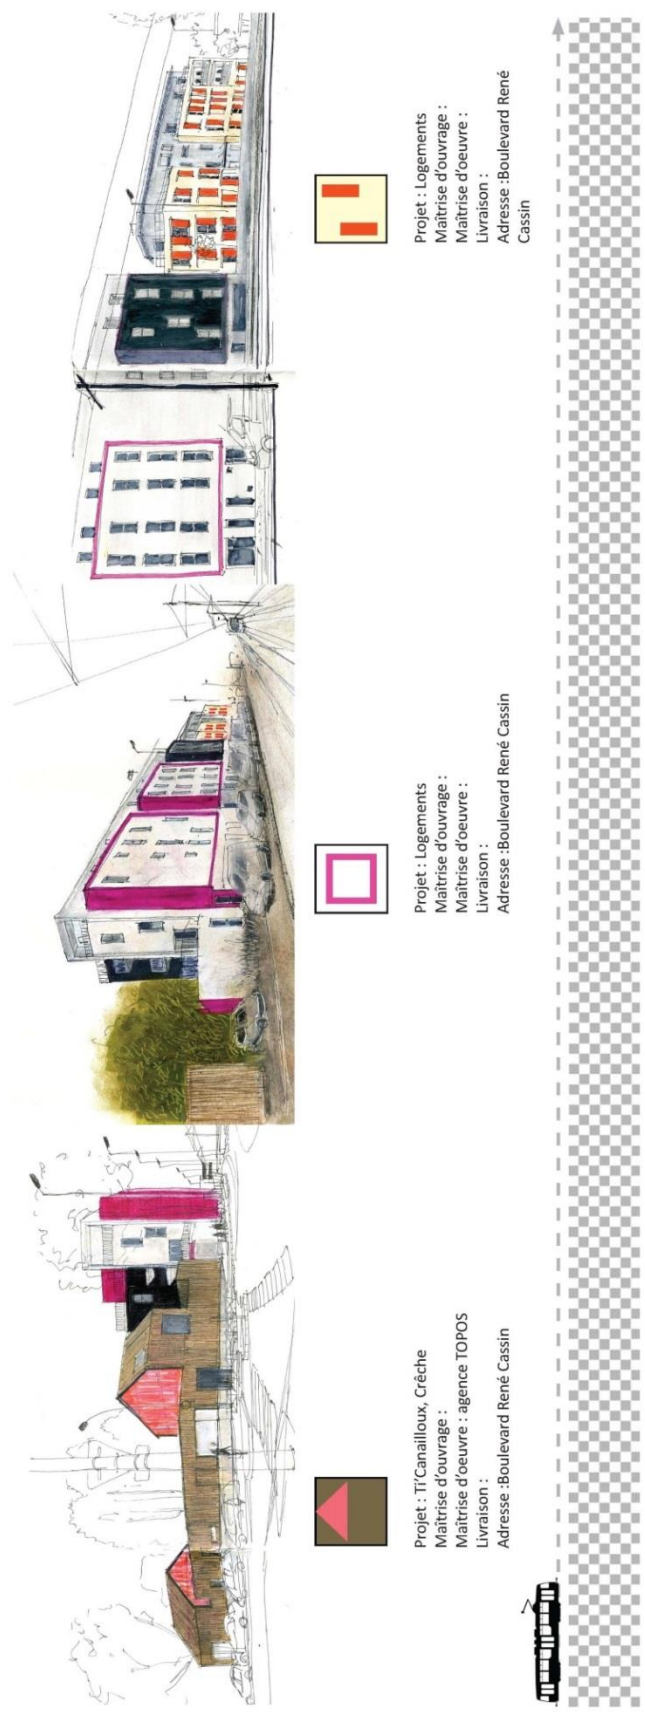 Projet : Ti'Canailloux, Crêche
Maîtrise d'ouvrage :
Maîtrise d'oeuvre : agence TOPOS
Livraison :
Adresse :Boulevard René Cassin
Projet : Logements
Maîtrise d'ouvrage :
Maîtrise d'oeuvre :
Livraison :
Adresse :Boulevard René Cassin
Projet : Logements
Maîtrise d'ouvrage :
Maîtrise d'oeuvre :
Livraison :
Adresse :Boulevard René
Cassin